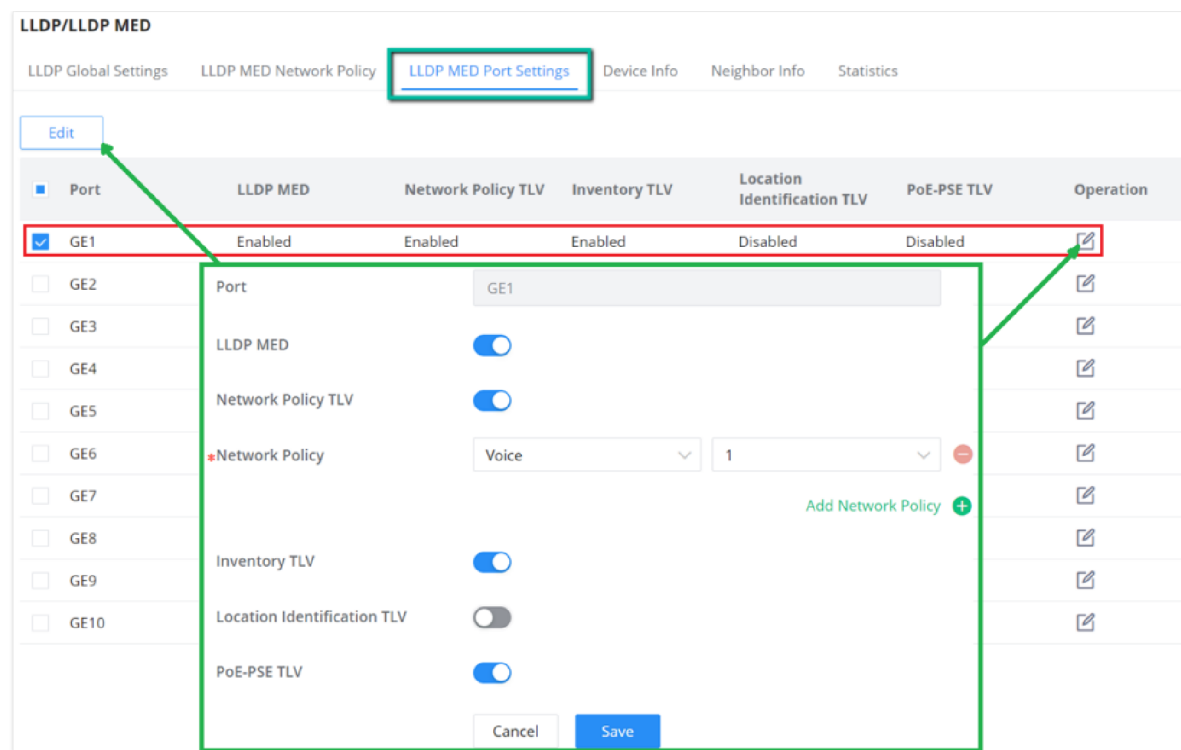 LLDP/LLDP MED
LLDP Global Settings LLDP MED Network Policy LLDP MED Port Settings Device Info Neighbor Info Statistics
Edit
Port LLDP MED Network Policy TLV Inventory TLV Location Identification TLV PoE-PSE TLV Operation
GE1 Enabled Enabled Enabled Disabled Disabled
GE2
GE3
GE4
GE5
GE6
GE7
GE8
GE9
GE10
Port GE1
LLDP MED
Network Policy TLV
*Network Policy Voice 1
Add Network Policy
Inventory TLV
Location Identification TLV
PoE-PSE TLV
Cancel Save